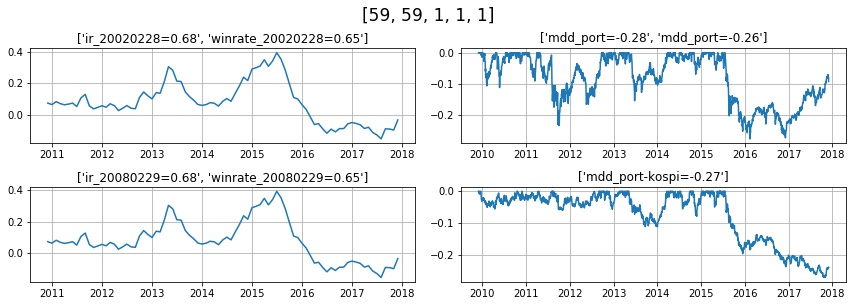 [59, 59, 1, 1, 1]
['ir_20020228=0.68', 'winrate_20020228=0.65']
0.4
0.2
0.0
2011 2012 2013 2014 2015 2016 2017 2018
['mdd_port=-0.28', 'mdd_port=-0.26']
0.0
−0.1
−0.2
2010 2011 2012 2013 2014 2015 2016 2017 2018
['ir_20080229=0.68', 'winrate_20080229=0.65']
0.4
0.2
0.0
2011 2012 2013 2014 2015 2016 2017 2018
['mdd_port-kospi=-0.27']
0.0
−0.1
−0.2
2010 2011 2012 2013 2014 2015 2016 2017 2018